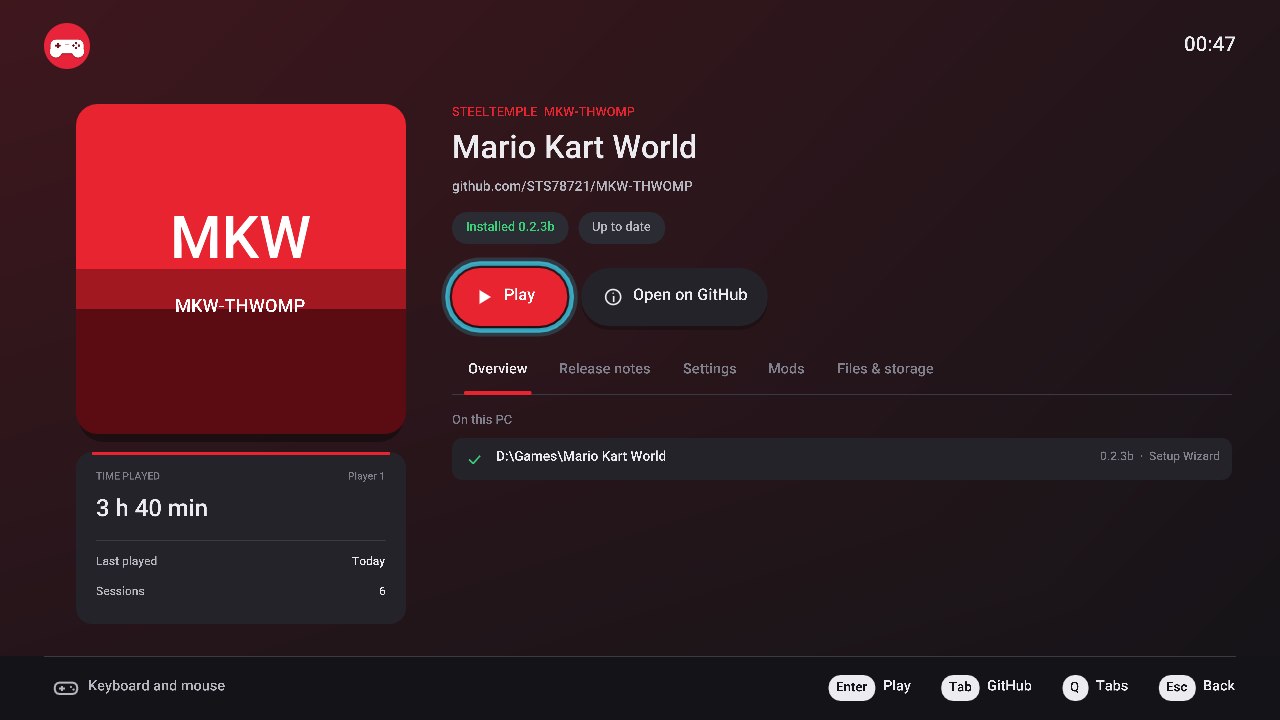 00:47
MKW
MKW-THWOMP
TIME PLAYED Player 1
3 h 40 min
Last played Today
Sessions 6
STEELTEMPLE MKW-THWOMP
Mario Kart World
github.com/STS78721/MKW-THWOMP
Installed 0.2.3b Up to date
Play Open on GitHub
Overview Release notes Settings Mods Files & storage
On this PC
D:\Games\Mario Kart World 0.2.3b · Setup Wizard
Keyboard and mouse Enter Play Tab GitHub Q Tabs Esc Back